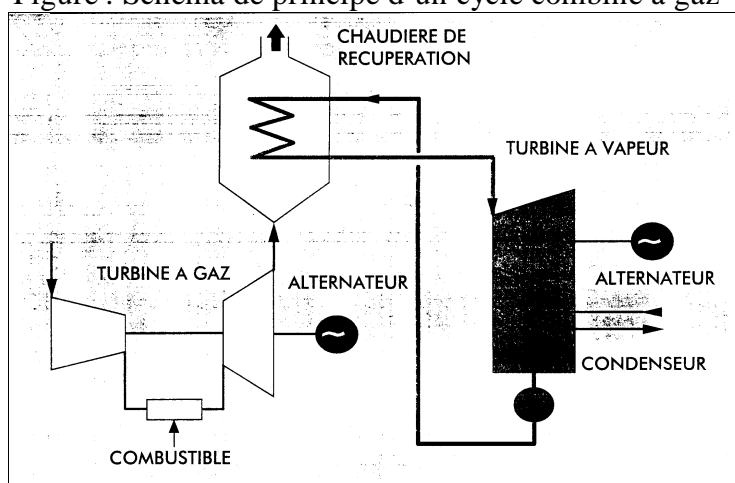 Figure : Schéma de principe d'un cycle combiné à gaz
CHAUDIERE DE
RECUPERATION
TURBINE A VAPEUR
TURBINE A GAZ
ALTERNATEUR
ALTERNATEUR
CONDENSEUR
COMBUSTIBLE